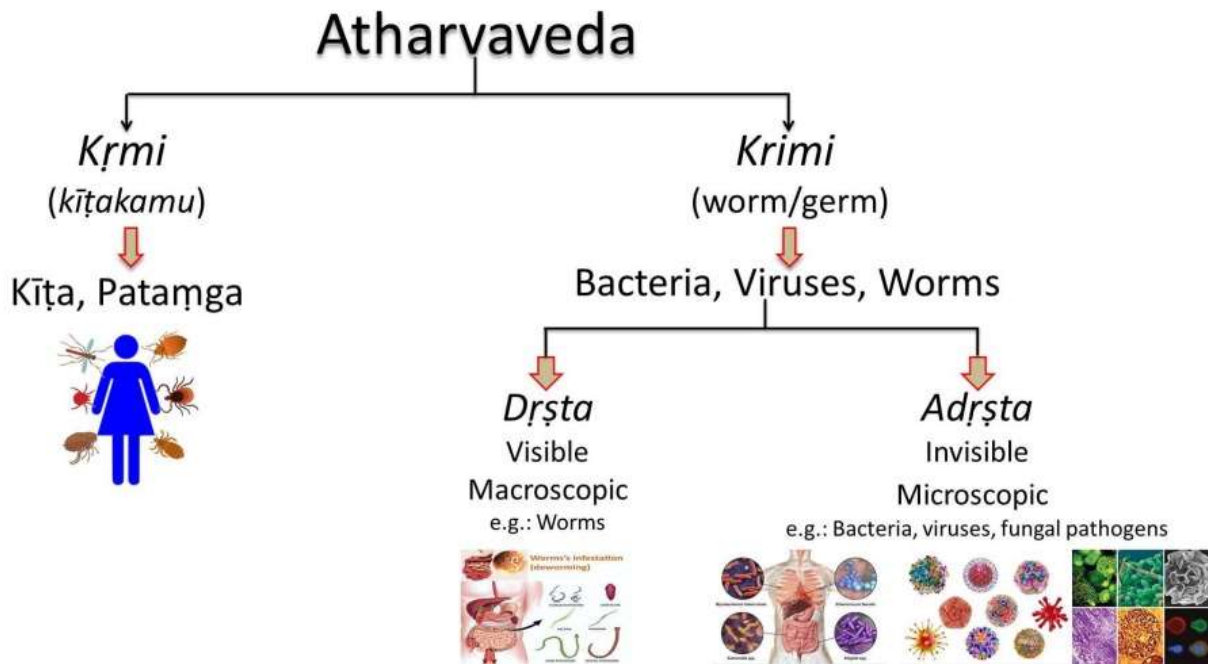 Atharvaveda
Kṛmi
(kīṭakamu)
Kīṭa, Pataṃga
Krimi
(worm/germ)
Bacteria, Viruses, Worms
Dṛṣta
Visible
Macroscopic
e.g.: Worms
Worms's infestation
(deworming)
Adṛṣta
Invisible
Microscopic
e.g.: Bacteria, viruses, fungal pathogens